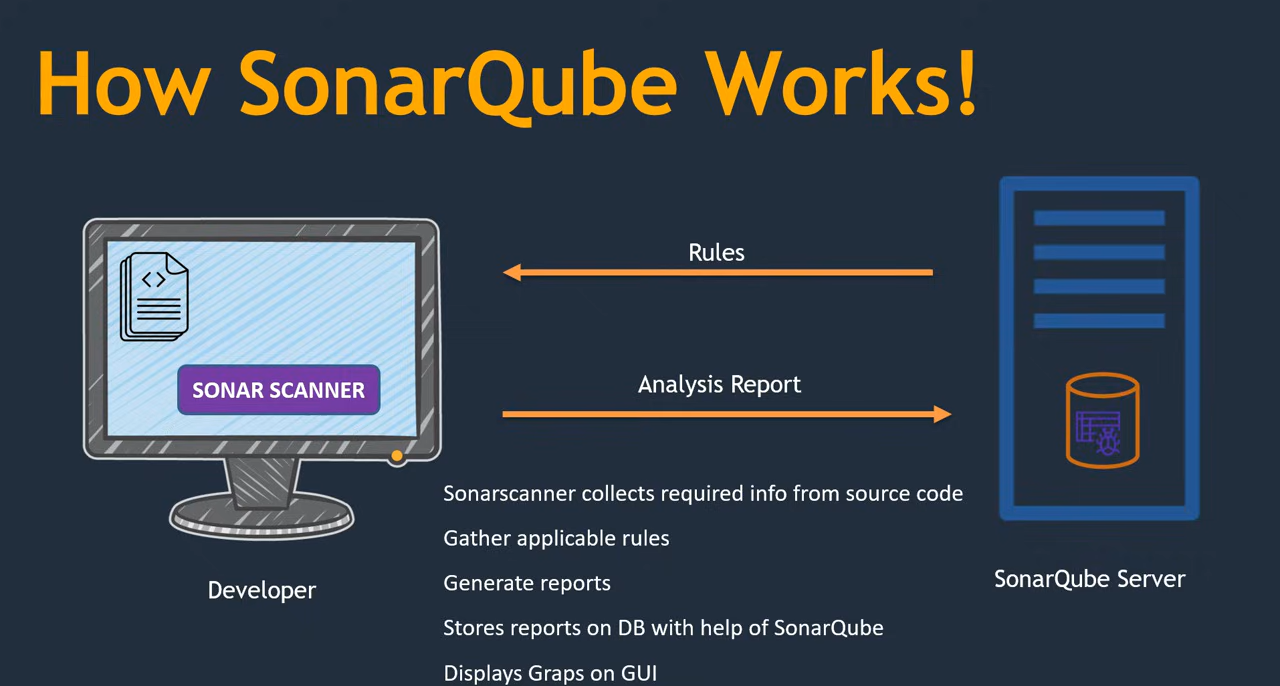 How SonarQube Works!
Rules
SONAR SCANNER
Analysis Report
Sonarscanner collects required info from source code
Gather applicable rules
Generate reports
Stores reports on DB with help of SonarQube
Displays Graps on GUI
Developer
SonarQube Server